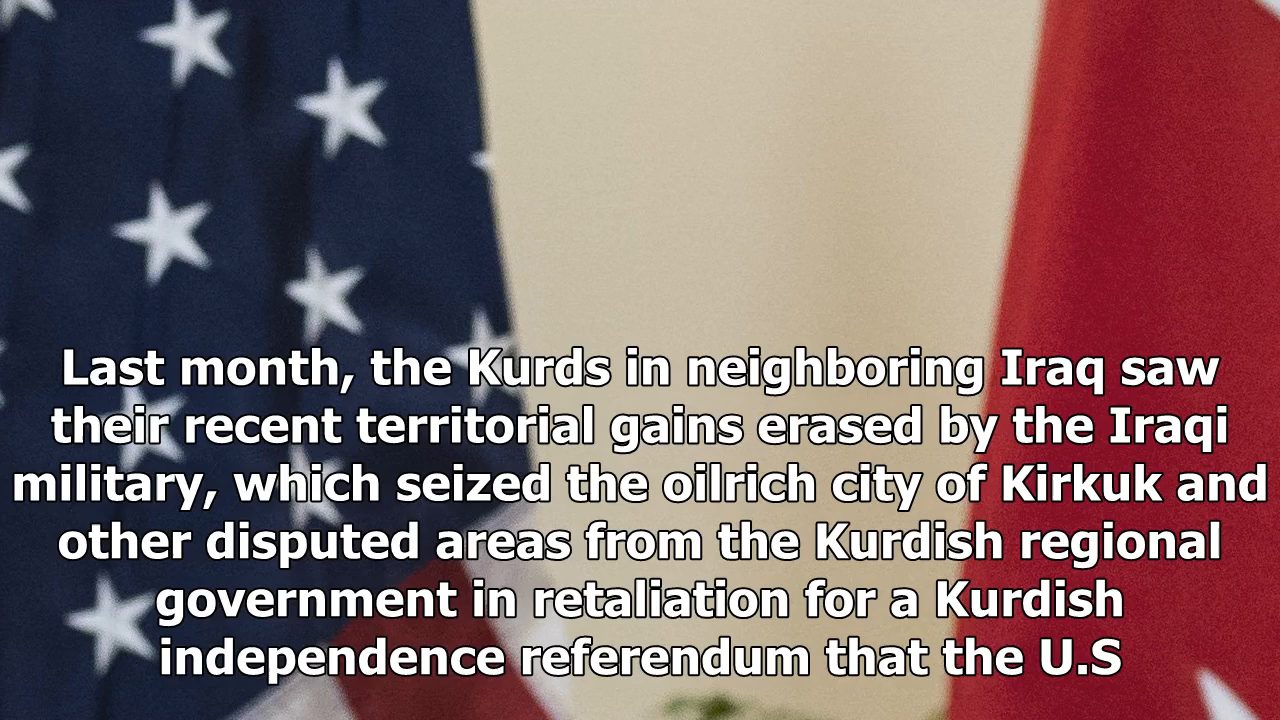 Last month, the Kurds in neighboring Iraq saw
their recent territorial gains erased by the Iraqi
military, which seized the oilrich city of Kirkuk and
other disputed areas from the Kurdish regional
government in retaliation for a Kurdish
independence referendum that the U.S